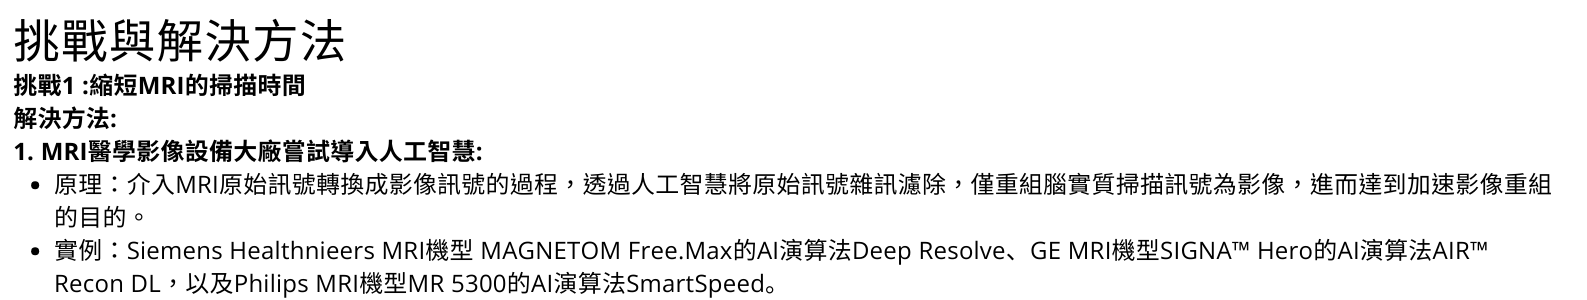 挑戰與解決方法
挑戰1 :縮短MRI的掃描時間
解決方法:
1. MRI醫學影像設備大廠嘗試導入人工智慧:
• 原理：介入MRI原始訊號轉換成影像訊號的過程，透過人工智慧將原始訊號雜訊濾除，僅重組腦實質掃描訊號為影像，進而達到加速影像重組
的目的。
• 實例：Siemens Healthnieers MRI機型 MAGNETOM Free.Max的AI演算法Deep Resolve、GE MRI機型SIGNA™ Hero的AI演算法AIR™
Recon DL，以及Philips MRI機型MR 5300的AI演算法SmartSpeed。